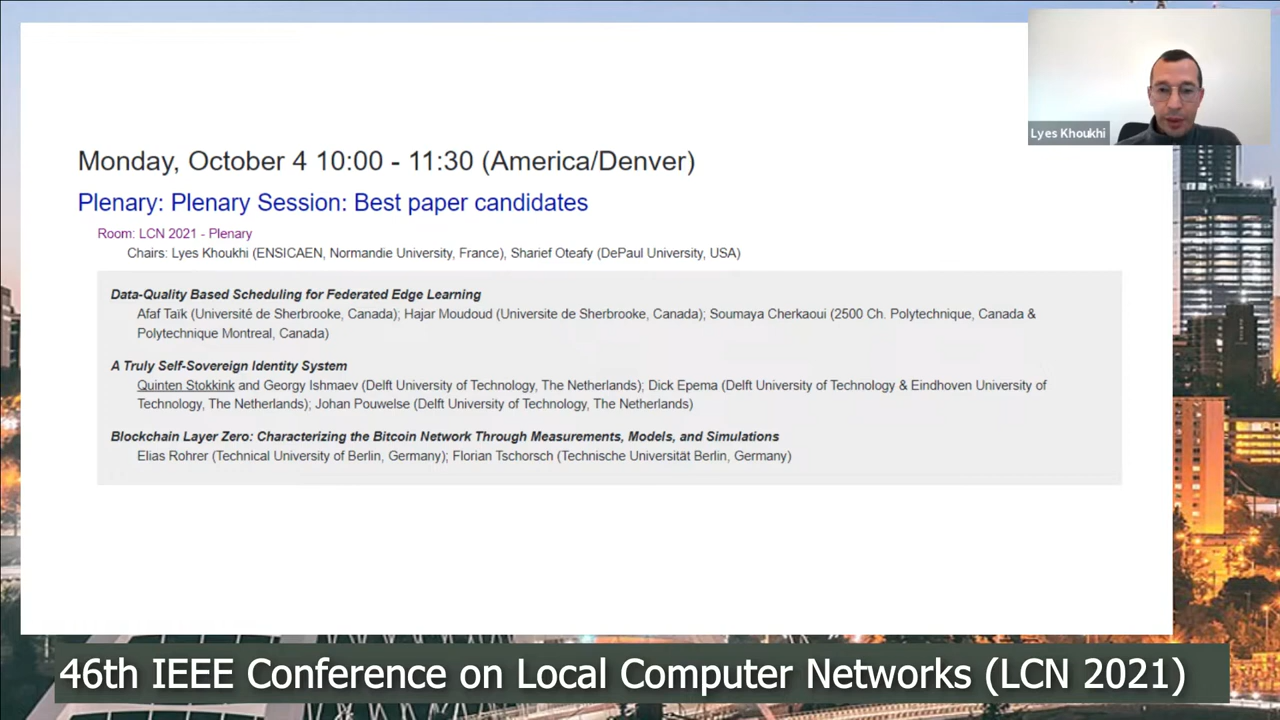 Lyes Khoukhi
Monday, October 4 10:00 - 11:30 (America/Denver)
Plenary: Plenary Session: Best paper candidates
Room: LCN 2021 - Plenary
Chairs: Lyes Khoukhi (ENSICAEN, Normandie University, France), Sharief Oteafy (DePaul University, USA)
Data-Quality Based Scheduling for Federated Edge Learning
Afaf Taïk (Université de Sherbrooke, Canada); Hajar Moudoud (Universite de Sherbrooke, Canada); Soumaya Cherkaoui (2500 Ch. Polytechnique, Canada &
Polytechnique Montreal, Canada)
A Truly Self-Sovereign Identity System
Quinten Stokkink and Georgy Ishmaev (Delft University of Technology, The Netherlands); Dick Epema (Delft University of Technology & Eindhoven University of
Technology, The Netherlands); Johan Pouwelse (Delft University of Technology, The Netherlands)
Blockchain Layer Zero: Characterizing the Bitcoin Network Through Measurements, Models, and Simulations
Elias Rohrer (Technical University of Berlin, Germany); Florian Tschorsch (Technische Universität Berlin, Germany)
46th IEEE Conference on Local Computer Networks (LCN 2021)